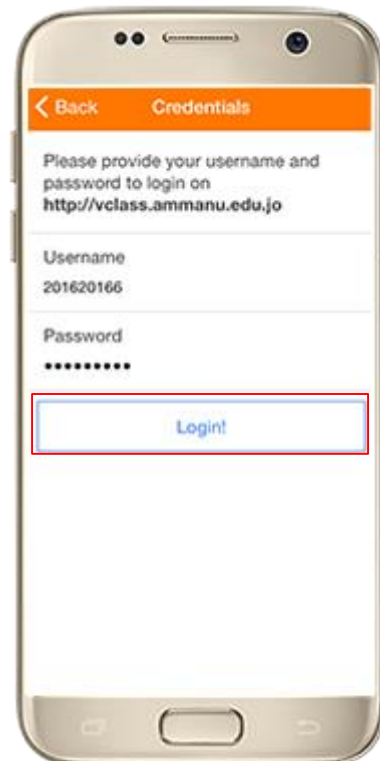 Back Credentials
Please provide your username and
password to login on
http://vclass.ammanu.edu.jo
Username
201620166
Password
•••••••••
Login!